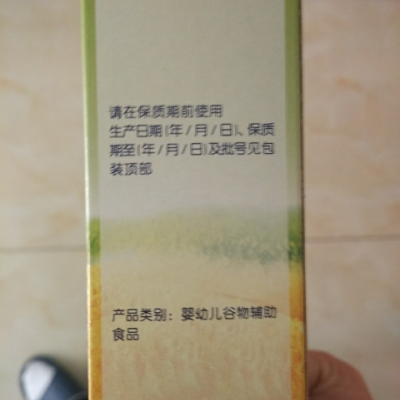 请在保质期前使用
生产日期(年/月/日)、保质
期至(年/月/日)及批号见包
装顶部
产品类别：婴幼儿谷物辅助
食品